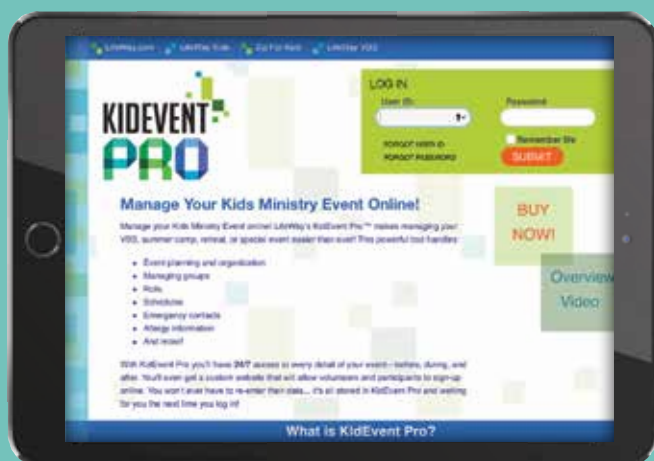 LifeWay.com LifeWay Kids LifeWay VBS
KIDEVENT
PRO
LOG IN
User ID: Password
FORGOT USER ID Remember Me
FORGOT PASSWORD SUBMIT
Manage Your Kids Ministry Event Online!
Manage your Kids Ministry Event online! LifeWay's KidEvent Pro™ makes managing your
VBS, summer camp, retreat, or special event easier than ever! This powerful tool handles:
• Event planning and organization
• Managing groups
• Rolls
• Schedules
• Emergency contacts
• Allergy information
• And more!
BUY
NOW!
Overview
Video
With KidEvent Pro you'll have 24/7 access to every detail of your event—before, during, and
after. You'll even get a custom website that will allow volunteers and participants to sign-up
online. You won't ever have to re-enter their data... it's all stored in KidEvent Pro and waiting
for you the next time you log in!
What is KidEvent Pro?